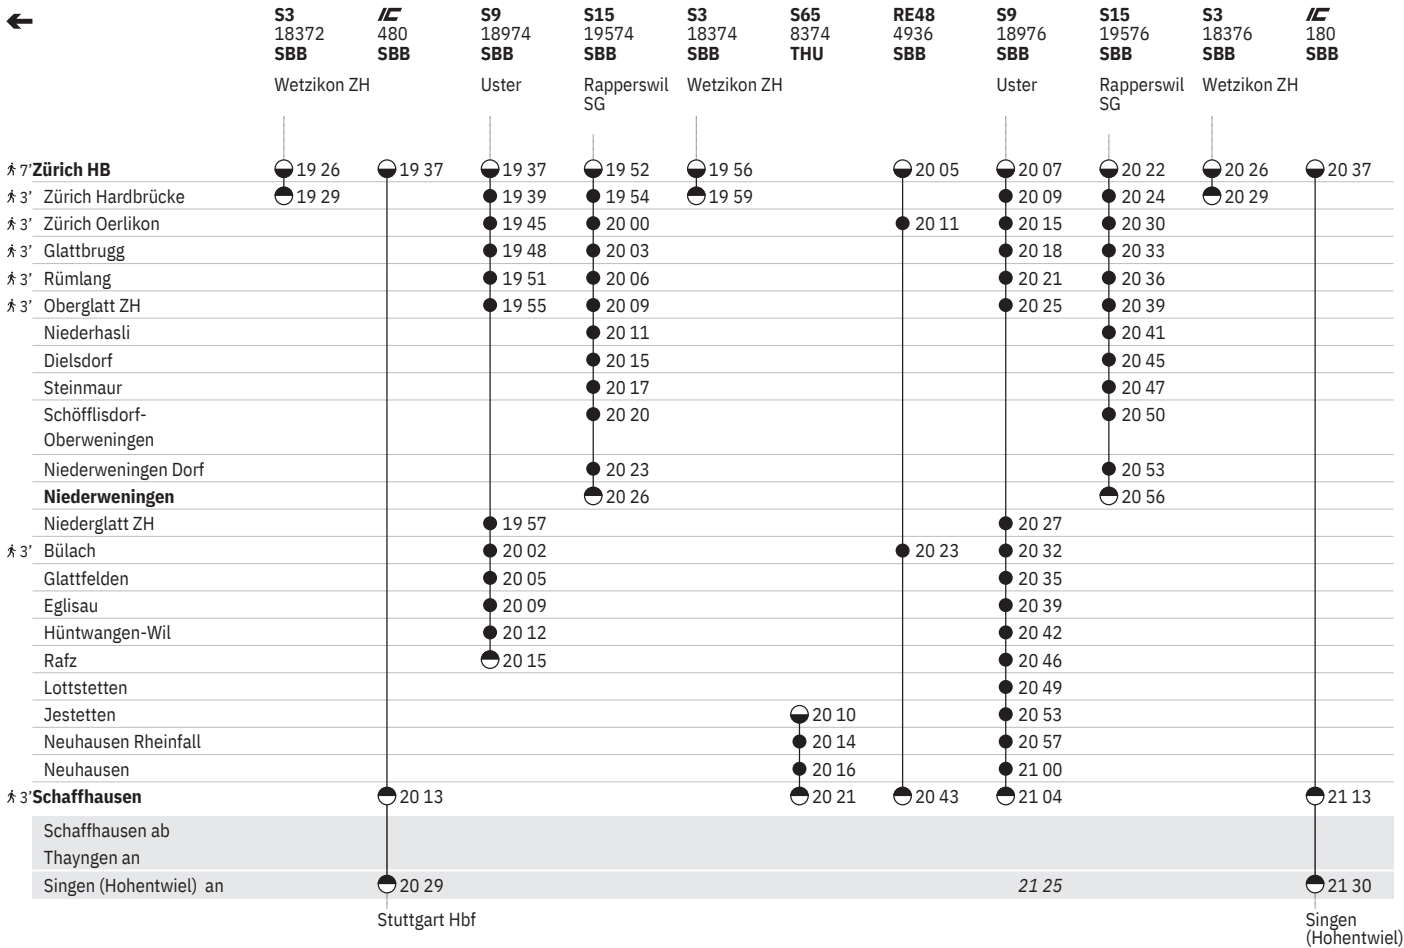 S3 IC S9 S15 S3 S65 RE48 S9 S15 S3 IC
18372 480 18974 19574 18374 8374 4936 18976 19576 18376 180
SBB SBB SBB SBB SBB THU SBB SBB SBB SBB SBB
Wetzikon ZH Uster Rapperswil Wetzikon ZH Uster Rapperswil Wetzikon ZH
SG SG
7’ Zürich HB 19 26 19 37 19 37 19 52 19 56 20 05 20 07 20 22 20 26 20 37
3’ Zürich Hardbrücke 19 29 19 39 19 54 19 59 20 09 20 24 20 29
3’ Zürich Oerlikon 19 45 20 00 20 11 20 15 20 30
3’ Glattbrugg 19 48 20 03 20 18 20 33
3’ Rümlang 19 51 20 06 20 21 20 36
3’ Oberglatt ZH 19 55 20 09 20 25 20 39
Niederhasli 20 11 20 41
Dielsdorf 20 15 20 45
Steinmaur 20 17 20 47
Schöfflisdorf- 20 20 20 50
Oberweningen
Niederweningen Dorf 20 23 20 53
Niederweningen 20 26 20 56
Niederglatt ZH 19 57 20 27
3’ Bülach 20 02 20 23 20 32
Glattfelden 20 05 20 35
Eglisau 20 09 20 39
Hüntwangen-Wil 20 12 20 42
Rafz 20 15 20 46
Lottstetten 20 49
Jestetten 20 10 20 53
Neuhausen Rheinfall 20 14 20 57
Neuhausen 20 16 21 00
3’ Schaffhausen 20 13 20 21 20 43 21 04 21 13
Schaffhausen ab
Thayngen an
Singen (Hohentwiel) an 20 29 21 25 21 30
Stuttgart Hbf Singen
(Hohentwiel)